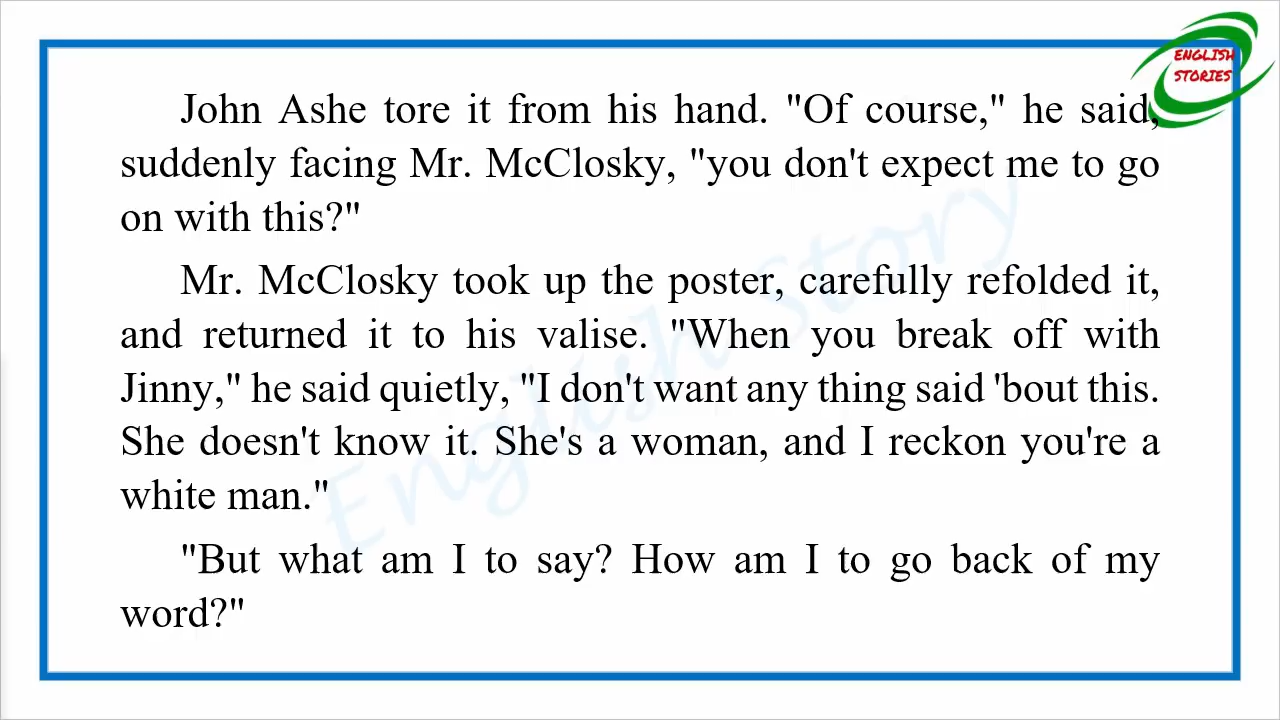 ENGLISH
STORIES
John Ashe tore it from his hand. "Of course," he said,
suddenly facing Mr. McClosky, "you don't expect me to go
on with this?"
Mr. McClosky took up the poster, carefully refolded it,
and returned it to his valise. "When you break off with
Jinny," he said quietly, "I don't want any thing said 'bout this.
She doesn't know it. She's a woman, and I reckon you're a
white man."
"But what am I to say? How am I to go back of my
word?"
English Story